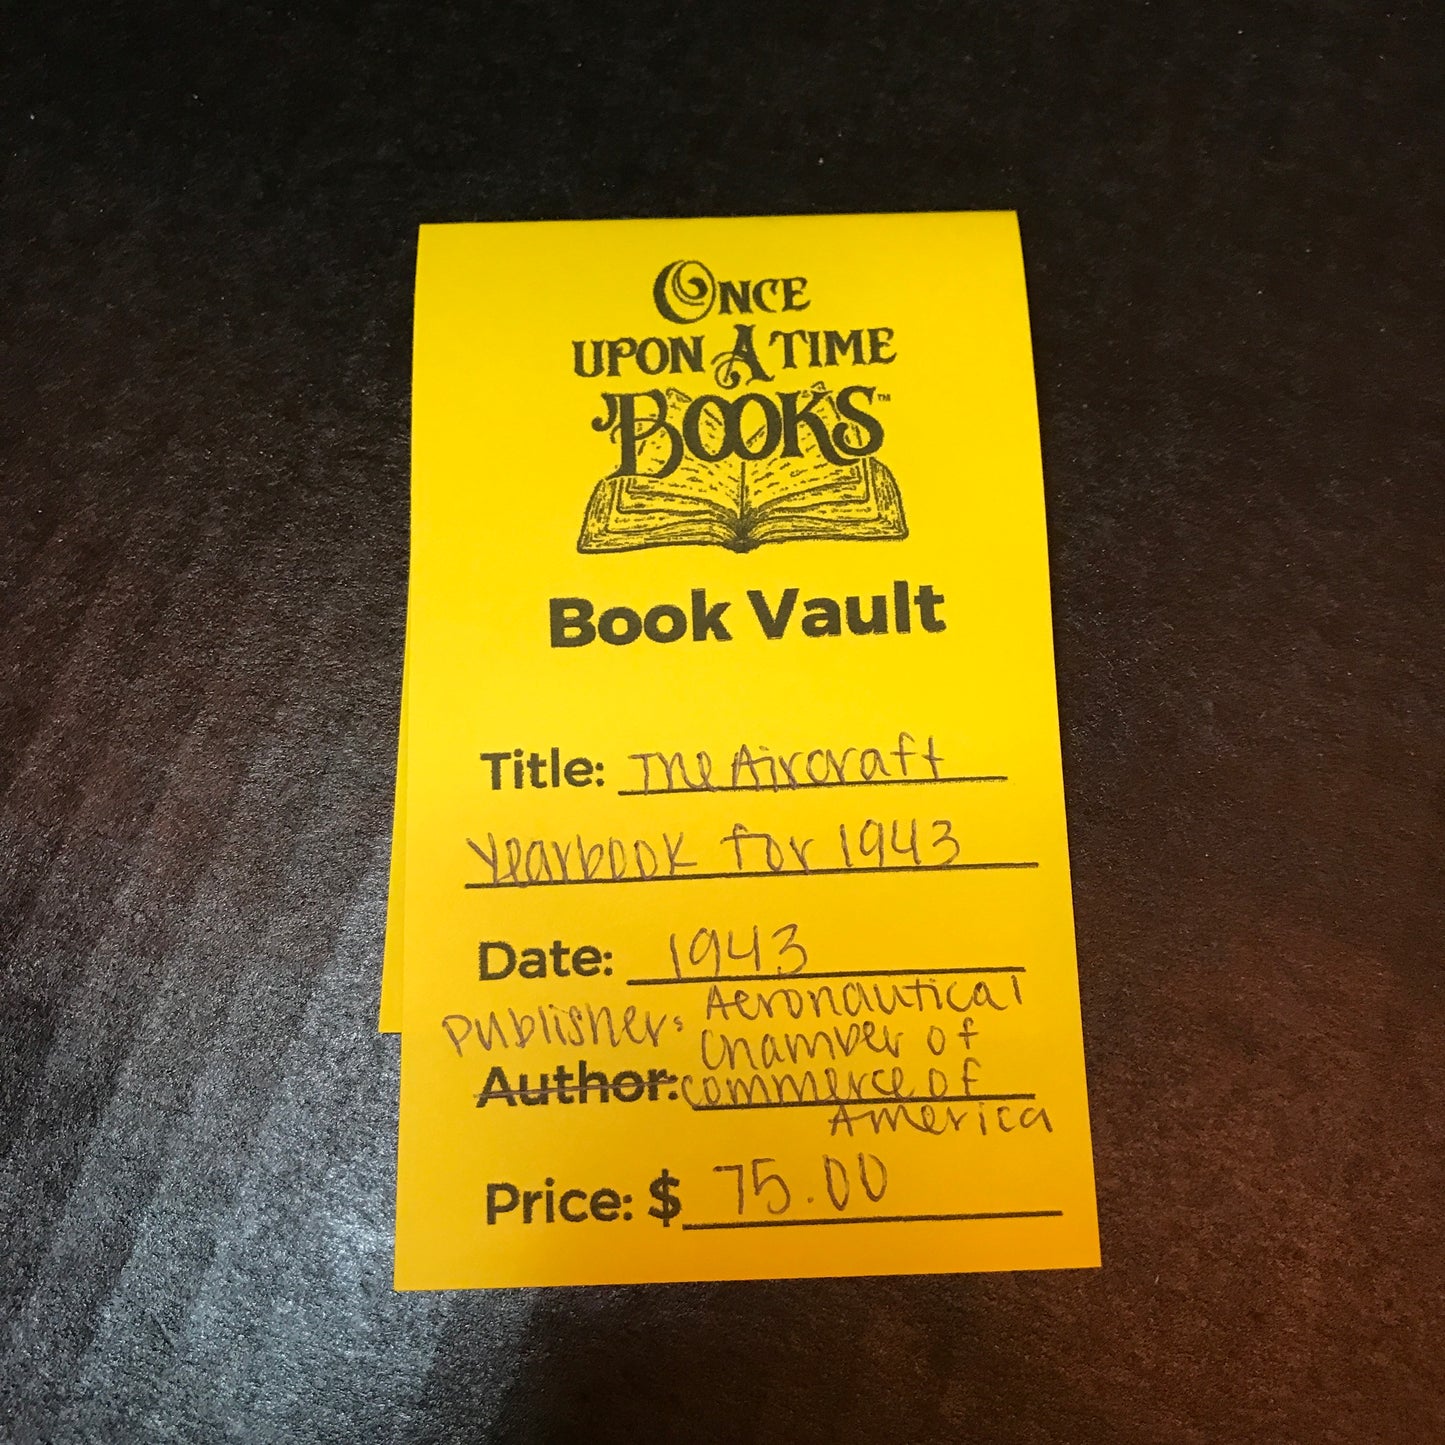 ONCE
UPON A TIME
BOOKS™
Book Vault
Title: The Aircraft
Yearbook for 1943
Date: 1943
Publisher: Aeronautical
Chamber of
Author: Commerce of
America
Price: $ 75.00